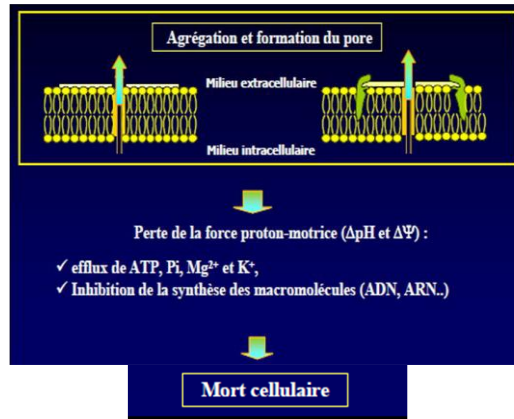 Agrégation et formation du pore
Milieu extracellulaire
Milieu intracellulaire
Perte de la force proton-motrice (ΔpH et ΔΨ) :
✓ efflux de ATP, Pi, Mg²⁺ et K⁺,
✓ Inhibition de la synthèse des macromolécules (ADN, ARN..)
Mort cellulaire